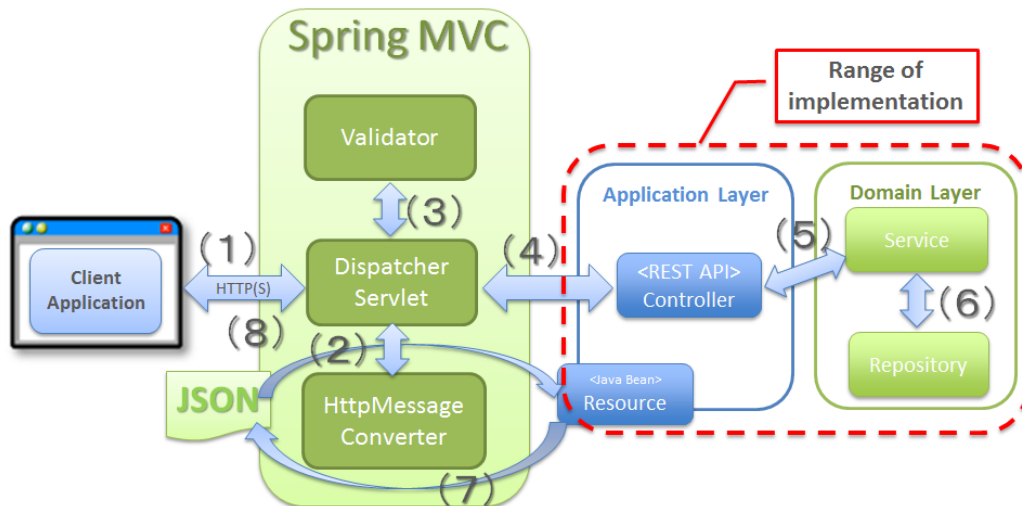 Spring MVC
Range of
implementation
Validator
Application Layer
Domain Layer
（3）
（1）
（4）
（5）
Service
Client
Application
HTTP(S)
Dispatcher
Servlet
<REST API>
Controller
（8）
（2）
（6）
Repository
JSON
HttpMessage
Converter
<Java Bean>
Resource
（7）